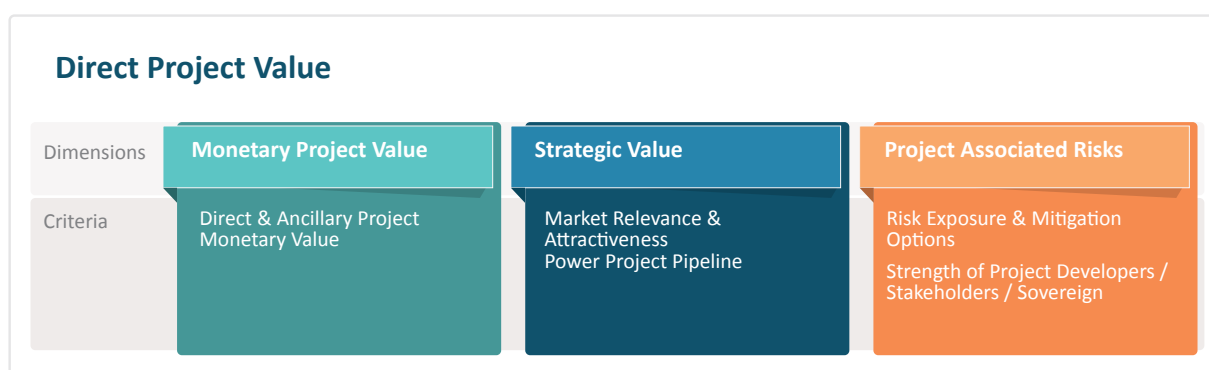 Direct Project Value
Dimensions
Monetary Project Value
Strategic Value
Project Associated Risks
Criteria
Direct & Ancillary Project
Monetary Value
Market Relevance &
Attractiveness
Power Project Pipeline
Risk Exposure & Mitigation
Options
Strength of Project Developers /
Stakeholders / Sovereign